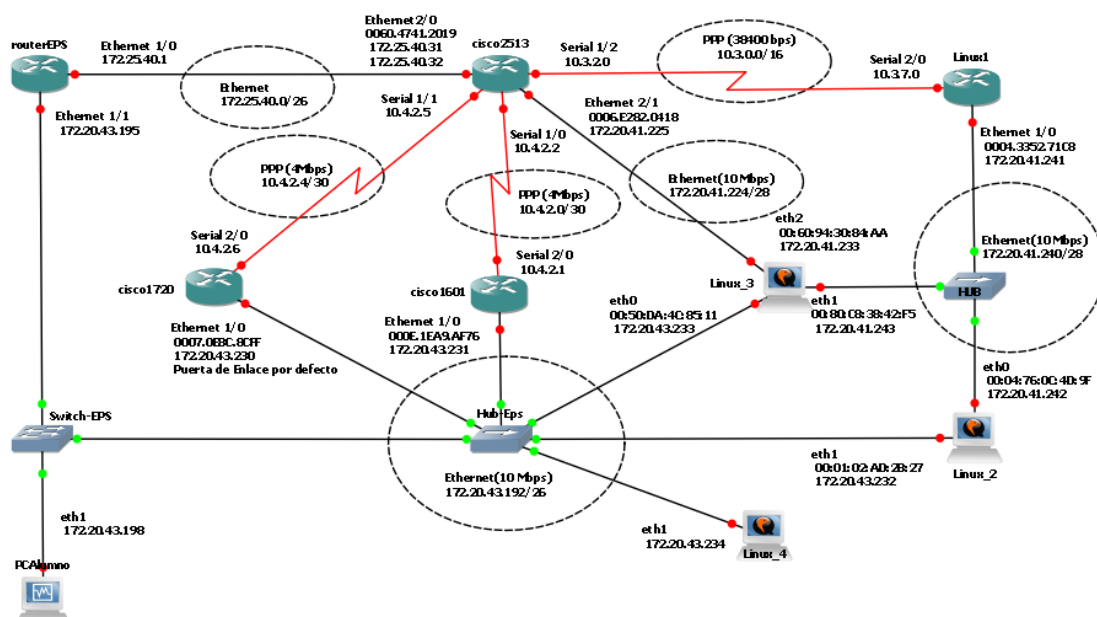 routerEPS
Ethernet 1/0
172.25.40.1
Ethernet 1/1
172.20.43.195
Ethernet
172.25.40.0/26
Ethernet2/0
0060.4741.2019
172.25.40.31
172.25.40.32
cisco2513
Serial 1/2
10.3.2.0
PPP (38400 bps)
10.3.0.0/16
Serial 2/0
10.3.7.0
Linux1
Ethernet 1/0
0004.3352.71C8
172.20.41.241
Serial 1/1
10.4.2.5
Serial 1/0
10.4.2.2
Ethernet 2/1
0006.E282.0418
172.20.41.225
PPP (4Mbps)
10.4.2.4/30
PPP (4Mbps)
10.4.2.0/30
Ethernet(10 Mbps)
172.20.41.224/28
eth2
00:60:94:30:84:AA
172.20.41.233
Ethernet(10 Mbps)
172.20.41.240/28
HUB
Serial 2/0
10.4.2.6
cisco1720
Serial 2/0
10.4.2.1
cisco1601
Linux_3
eth0
00:50:DA:4C:85:11
172.20.43.233
eth1
00:80:C8:38:42:F5
172.20.41.243
Ethernet 1/0
0007.0EBC.8CFF
172.20.43.230
Puerta de Enlace por defecto
Ethernet 1/0
000E.1EA9.AF76
172.20.43.231
eth0
00:04:76:0C:4D:9F
172.20.41.242
Switch-EPS
Hub-Eps
Ethernet(10 Mbps)
172.20.43.192/26
eth1
00:01:02:AD:2B:27
172.20.43.232
Linux_2
eth1
172.20.43.198
PCAlumno
eth1
172.20.43.234
Linux_4